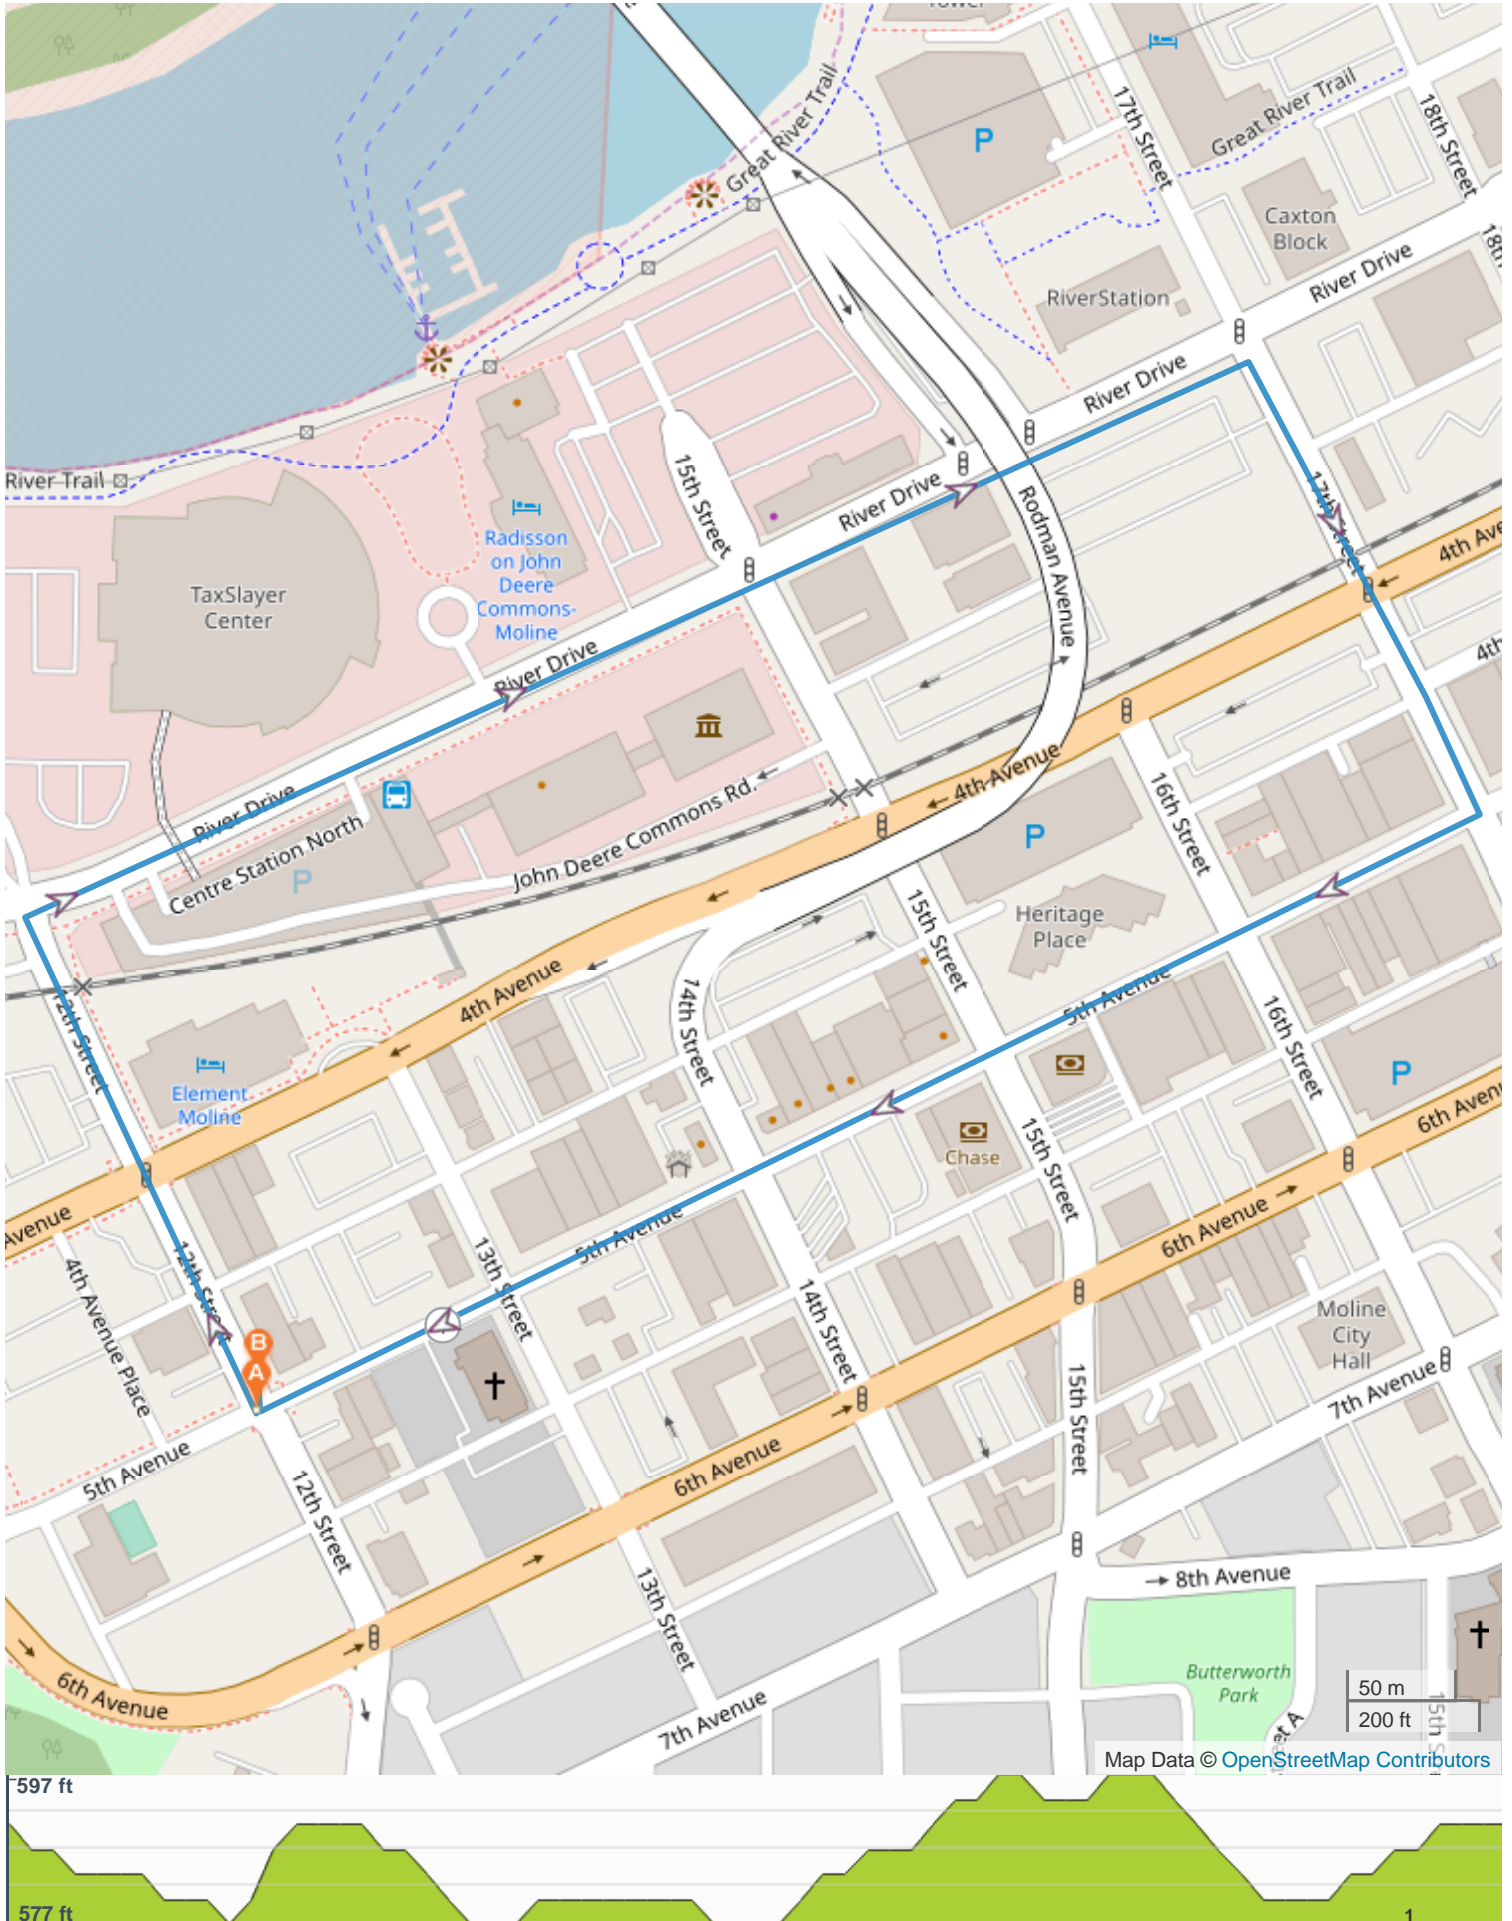 Great River Trail
17th Street
Great River Trail
18th Street
P
Caxton
Block
RiverStation
River Drive
River Drive
River Trail
15th Street
River Drive
17th Street
4th Ave
Radisson
on John
Deere
Commons-
Moline
TaxSlayer
Center
Rodman Avenue
River Drive
4th
River Drive
4th Avenue
16th Street
P
John Deere Commons Rd.
Centre Station North
P
15th Street
Heritage
Place
4th Avenue
5th Avenue
12th Street
14th Street
16th Street
Element
Moline
P
6th Aven
15th Street
Chase
Avenue
5th Avenue
6th Avenue
12th Street
13th Street
4th Avenue Place
14th Street
Moline
City
Hall
B
A
15th Street
7th Avenue
5th Avenue
6th Avenue
12th Street
13th Street
8th Avenue
6th Avenue
7th Avenue
Butterworth
Park
50 m
200 ft
15th S
eet A
Map Data © OpenStreetMap Contributors
597 ft
577 ft
1